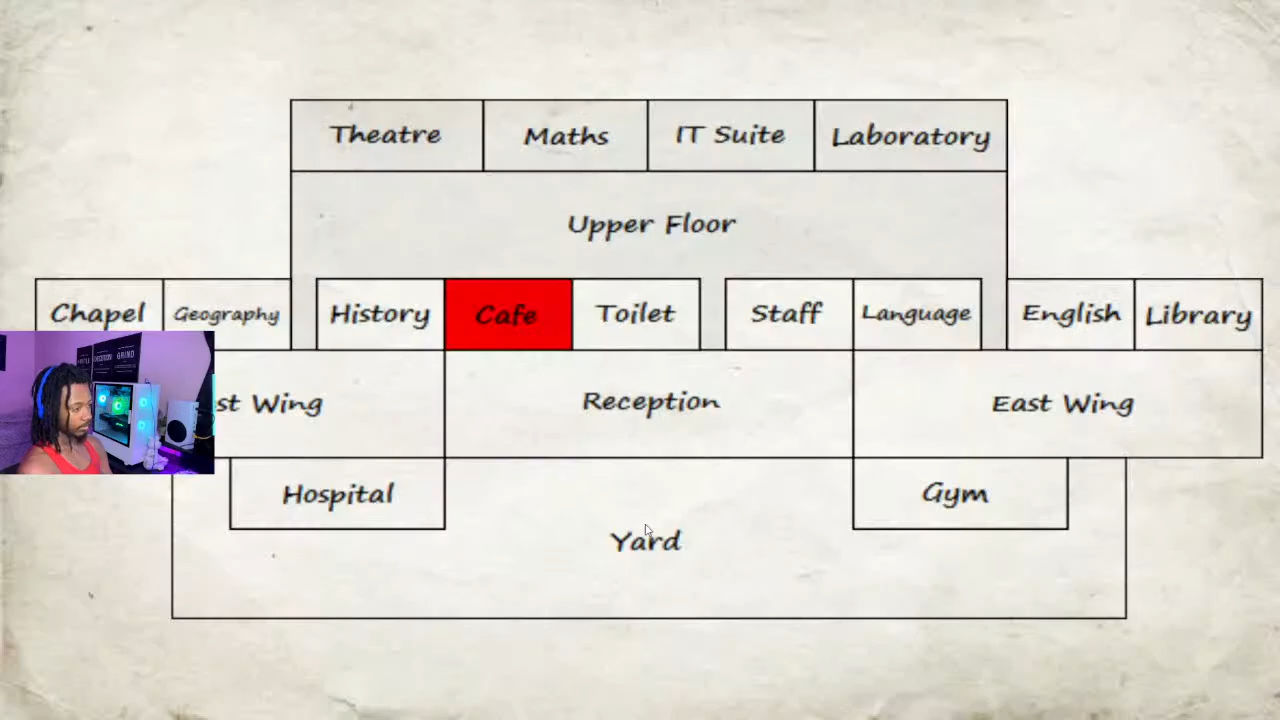 Theatre Maths IT Suite Laboratory
Upper Floor
Chapel Geography History Cafe Toilet Staff Language English Library
st Wing Reception East Wing
Hospital Gym
Yard